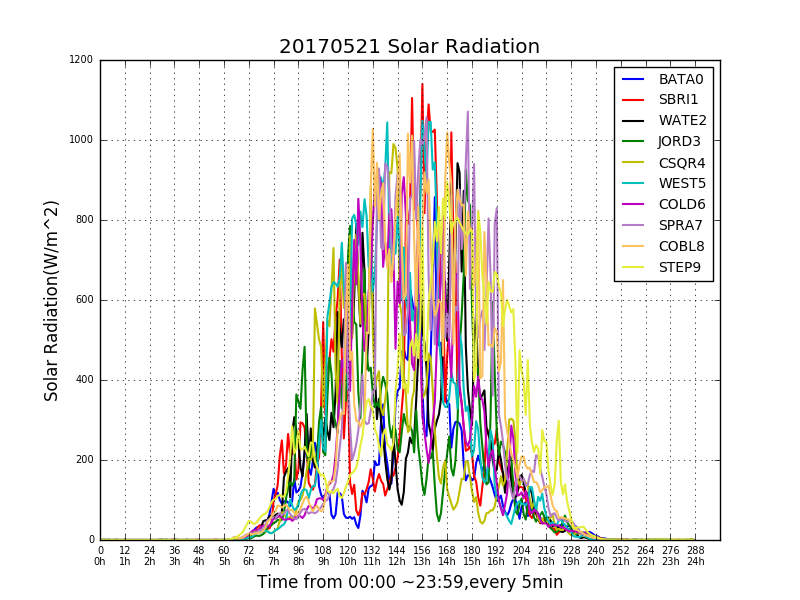 20170521 Solar Radiation
1200
1000
800
600
400
200
0
Solar Radiation(W/m^2)
BATA0
SBRI1
WATE2
JORD3
CSQR4
WEST5
COLD6
SPRA7
COBL8
STEP9
0 12 24 36 48 60 72 84 96 108 120 132 144 156 168 180 192 204 216 228 240 252 264 276 288
0h 1h 2h 3h 4h 5h 6h 7h 8h 9h 10h 11h 12h 13h 14h 15h 16h 17h 18h 19h 20h 21h 22h 23h 24h
Time from 00:00 ~23:59,every 5min